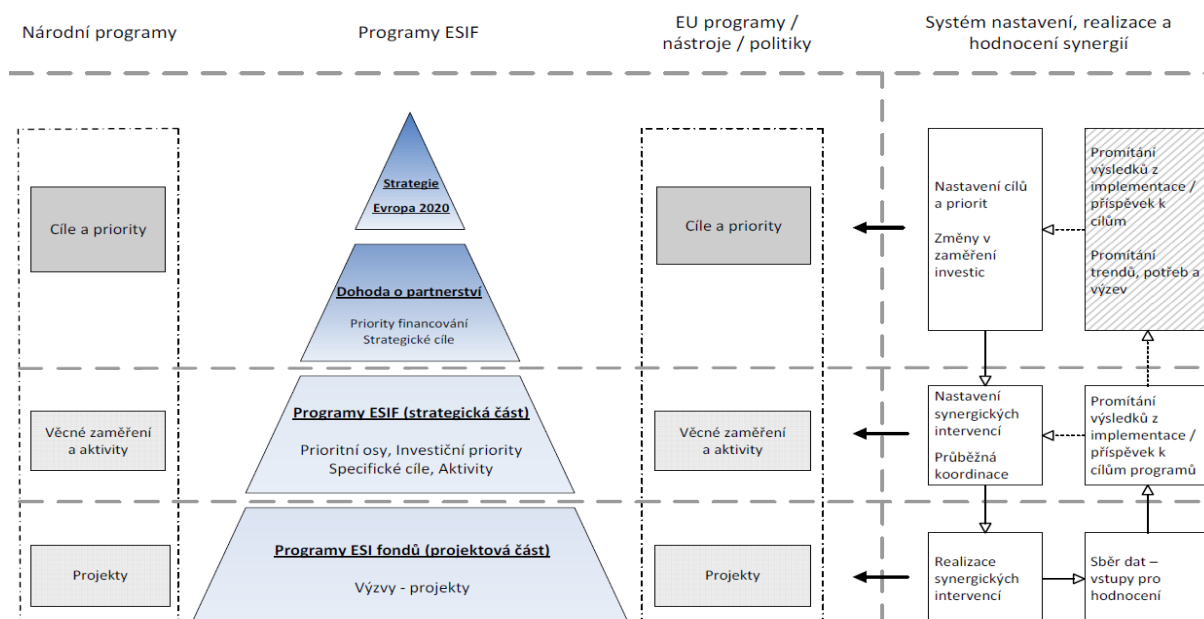 Národní programy
Programy ESIF
EU programy /
nástroje / politiky
Systém nastavení, realizace a
hodnocení synergií
Cíle a priority
Strategie
Evropa 2020
Dohoda o partnerství
Priority financování
Strategické cíle
Cíle a priority
Nastavení cílů
a priorit
Změny v
zaměření
investic
Promítání
výsledků z
implementace /
příspěvek k
cílům
Promítání
trendů, potřeb a
výzev
Věcné zaměření
a aktivity
Programy ESIF (strategická část)
Prioritní osy, Investiční priority
Specifické cíle, Aktivity
Věcné zaměření
a aktivity
Nastavení
synergických
intervencí
Průběžná
koordinace
Promítání
výsledků z
implementace /
příspěvek k
cílům programů
Projekty
Programy ESI fondů (projektová část)
Výzvy - projekty
Projekty
Realizace
synergických
intervencí
Sběr dat –
vstupy pro
hodnocení